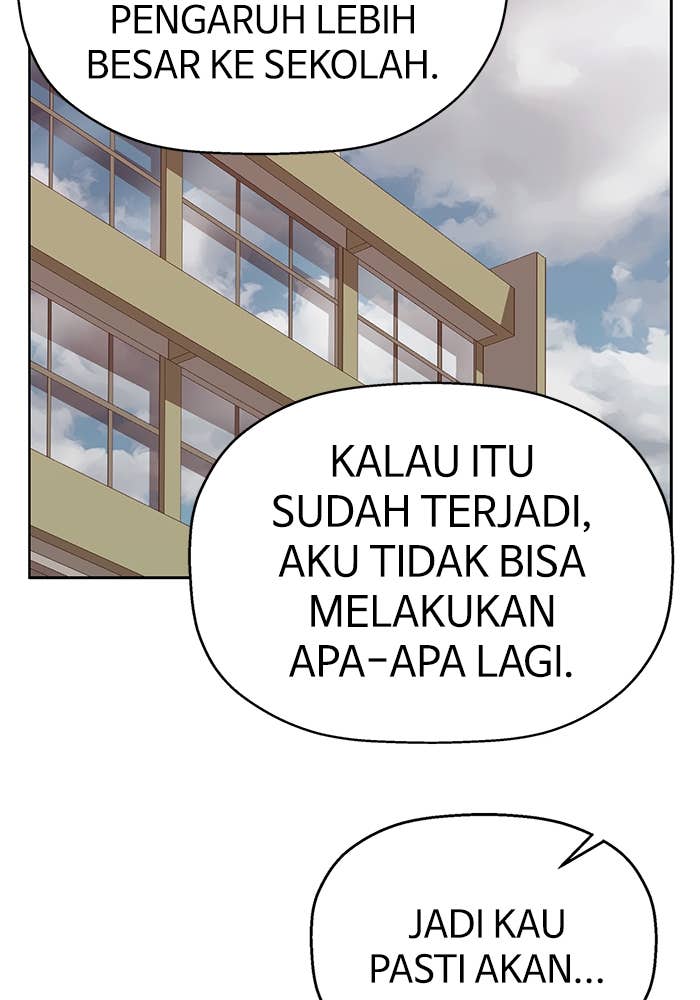 PENGARUH LEBIH
BESAR KE SEKOLAH.
KALAU ITU
SUDAH TERJADI,
AKU TIDAK BISA
MELAKUKAN
APA-APA LAGI.
JADI KAU
PASTI AKAN...